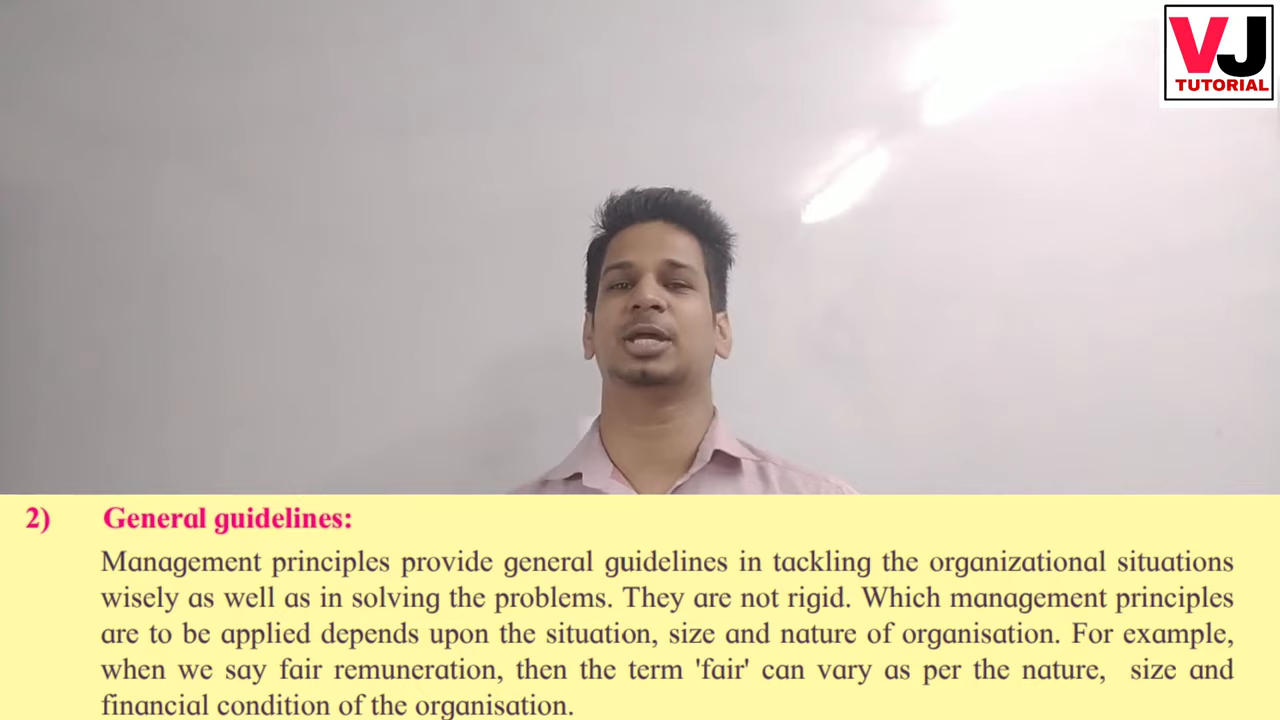 VJ
TUTORIAL
2) General guidelines:
Management principles provide general guidelines in tackling the organizational situations
wisely as well as in solving the problems. They are not rigid. Which management principles
are to be applied depends upon the situation, size and nature of organisation. For example,
when we say fair remuneration, then the term 'fair' can vary as per the nature, size and
financial condition of the organisation.